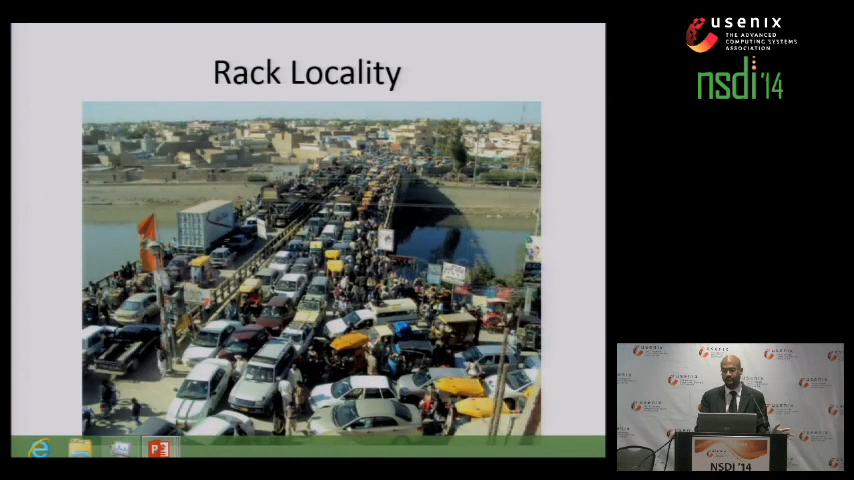 Rack Locality
usenix
THE ADVANCED
COMPUTING SYSTEMS
ASSOCIATION
nsdi '14
NSDI '14